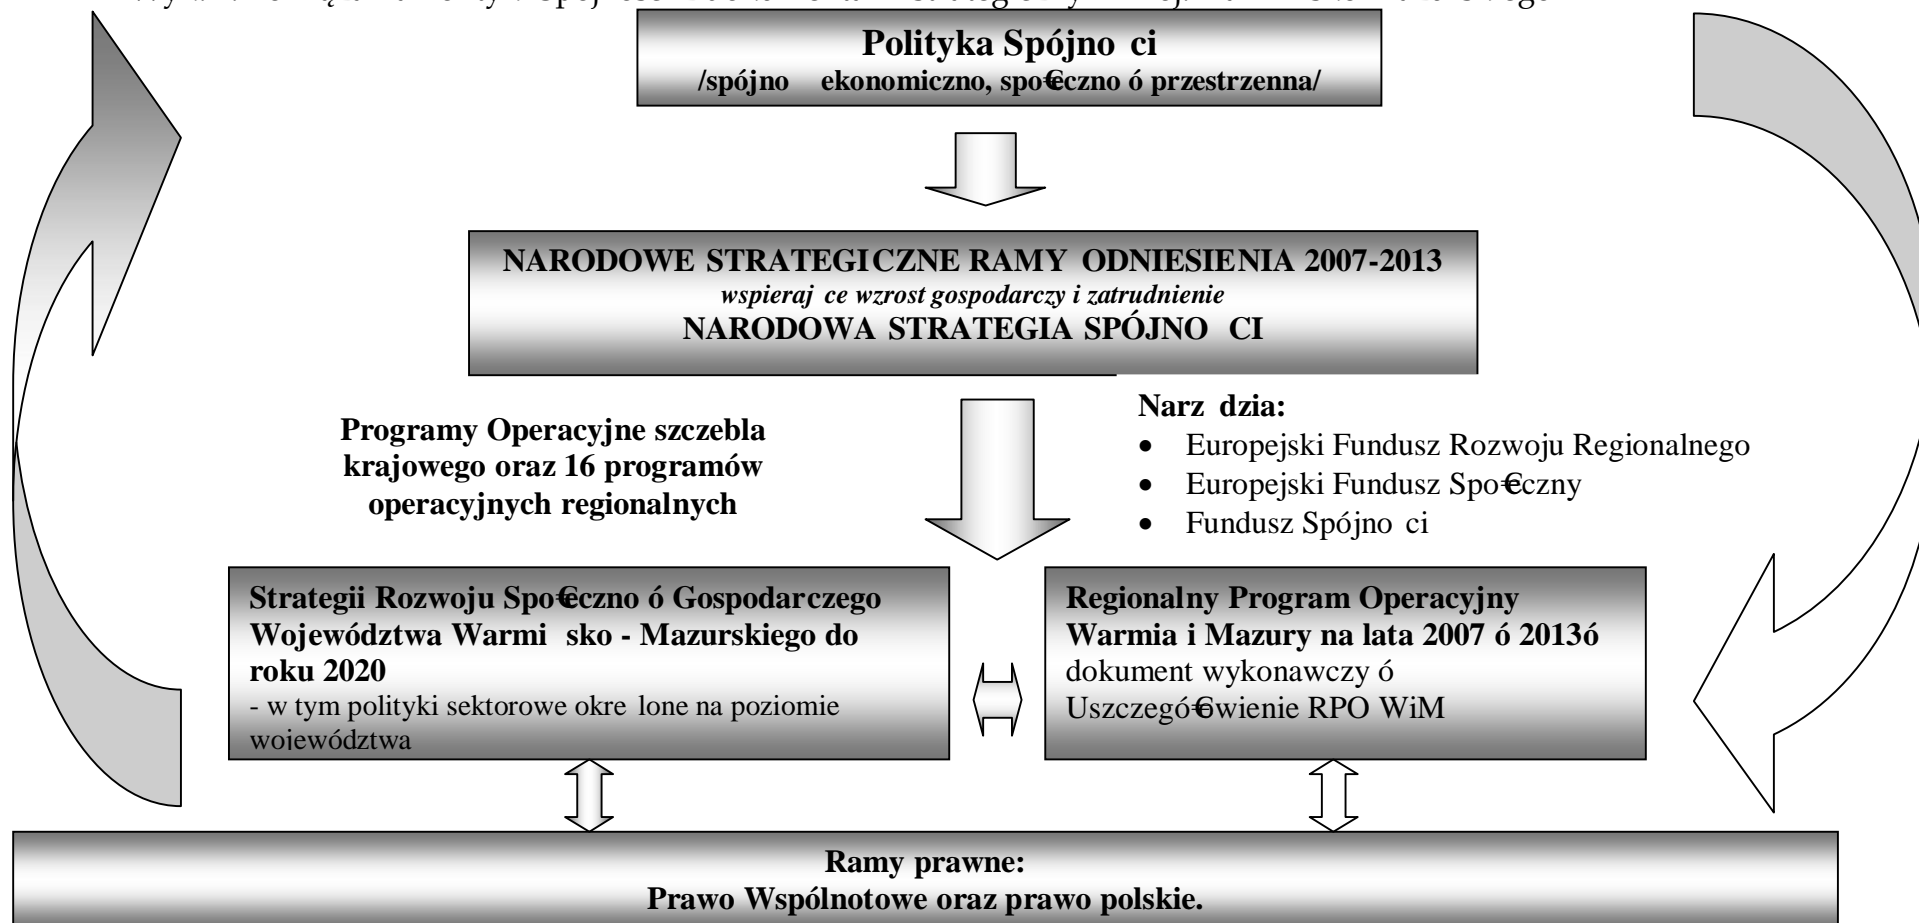 Polityka Spójno ci
/spójno ekonomiczno, spo€eczno ó przestrzenna/
NARODOWE STRATEGICZNE RAMY ODNIESIENIA 2007-2013
wspieraj ce wzrost gospodarczy i zatrudnienie
NARODOWA STRATEGIA SPÓJNO CI
Programy Operacyjne szczebla
krajowego oraz 16 programów
operacyjnych regionalnych
Narz dzia:
• Europejski Fundusz Rozwoju Regionalnego
• Europejski Fundusz Spo€eczny
• Fundusz Spójno ci
Strategii Rozwoju Spo€eczno ó Gospodarczego
Województwa Warmi sko - Mazurskiego do
roku 2020
- w tym polityki sektorowe okre lone na poziomie
województwa
Regionalny Program Operacyjny
Warmia i Mazury na lata 2007 ó 2013ó
dokument wykonawczy ó
Uszczegó€owienie RPO WiM
Ramy prawne:
Prawo Wspólnotowe oraz prawo polskie.